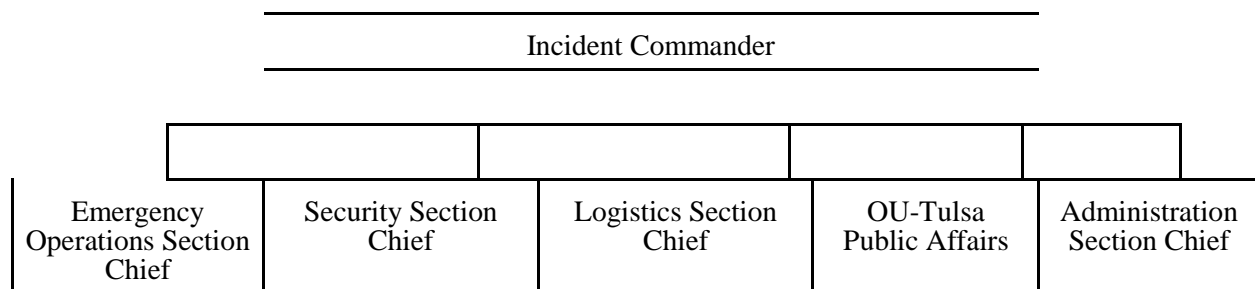 Incident Commander
Emergency
Operations Section
Chief
Security Section
Chief
Logistics Section
Chief
OU-Tulsa
Public Affairs
Administration
Section Chief